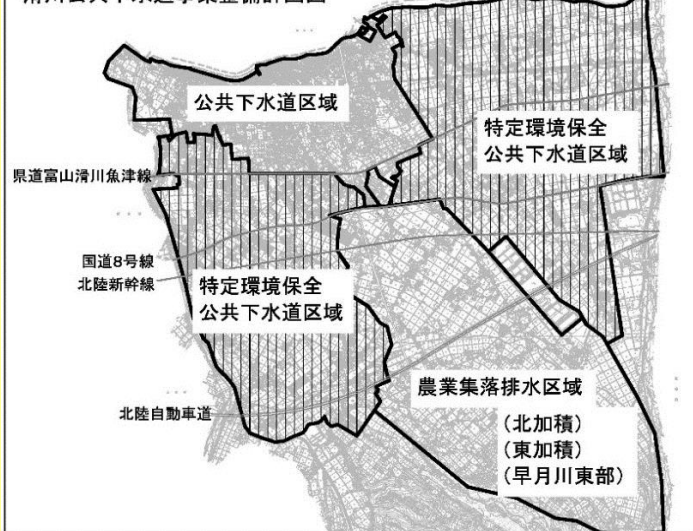 公共下水道区域
特定環境保全
公共下水道区域
県道富山滑川魚津線
国道8号線
北陸新幹線
特定環境保全
公共下水道区域
北陸自動車道
農業集落排水区域
(北加積)
(東加積)
(早月川東部)